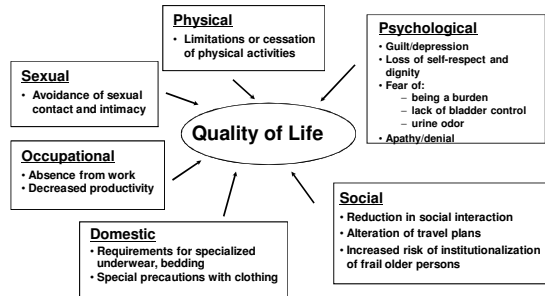 Physical
• Limitations or cessation
of physical activities
Psychological
• Guilt/depression
• Loss of self-respect and
dignity
• Fear of:
– being a burden
– lack of bladder control
– urine odor
• Apathy/denial
Sexual
• Avoidance of sexual
contact and intimacy
Quality of Life
Occupational
• Absence from work
• Decreased productivity
Social
• Reduction in social interaction
• Alteration of travel plans
• Increased risk of institutionalization
of frail older persons
Domestic
• Requirements for specialized
underwear, bedding
• Special precautions with clothing